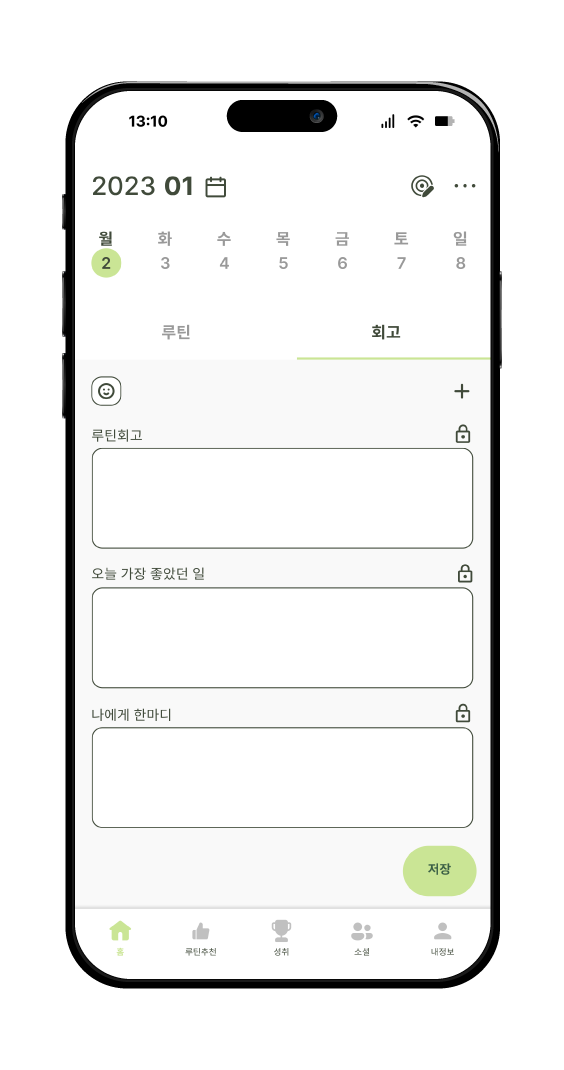 13:10
2023 01
월 화 수 목 금 토 일
2 3 4 5 6 7 8
루틴 회고
루틴회고
오늘 가장 좋았던 일
나에게 한마디
저장
홈 루틴추천 성취 소셜 내정보